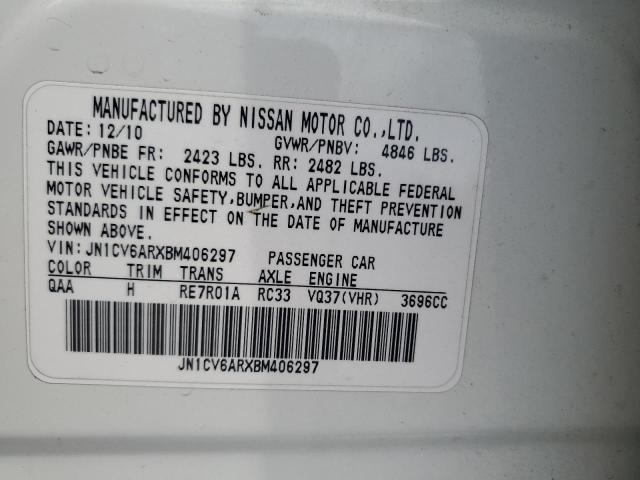 MANUFACTURED BY NISSAN MOTOR CO.,LTD.
DATE: 12/10 GVWR/PNBV: 4846 LBS.
GAWR/PNBE FR: 2423 LBS. RR: 2482 LBS.
THIS VEHICLE CONFORMS TO ALL APPLICABLE FEDERAL
MOTOR VEHICLE SAFETY,BUMPER,AND THEFT PREVENTION
STANDARDS IN EFFECT ON THE DATE OF MANUFACTURE
SHOWN ABOVE.
VIN:JN1CV6ARXBM406297 PASSENGER CAR
COLOR TRIM TRANS AXLE ENGINE
QAA H RE7R01A RC33 VQ37(VHR) 3696CC
JN1CV6ARXBM406297